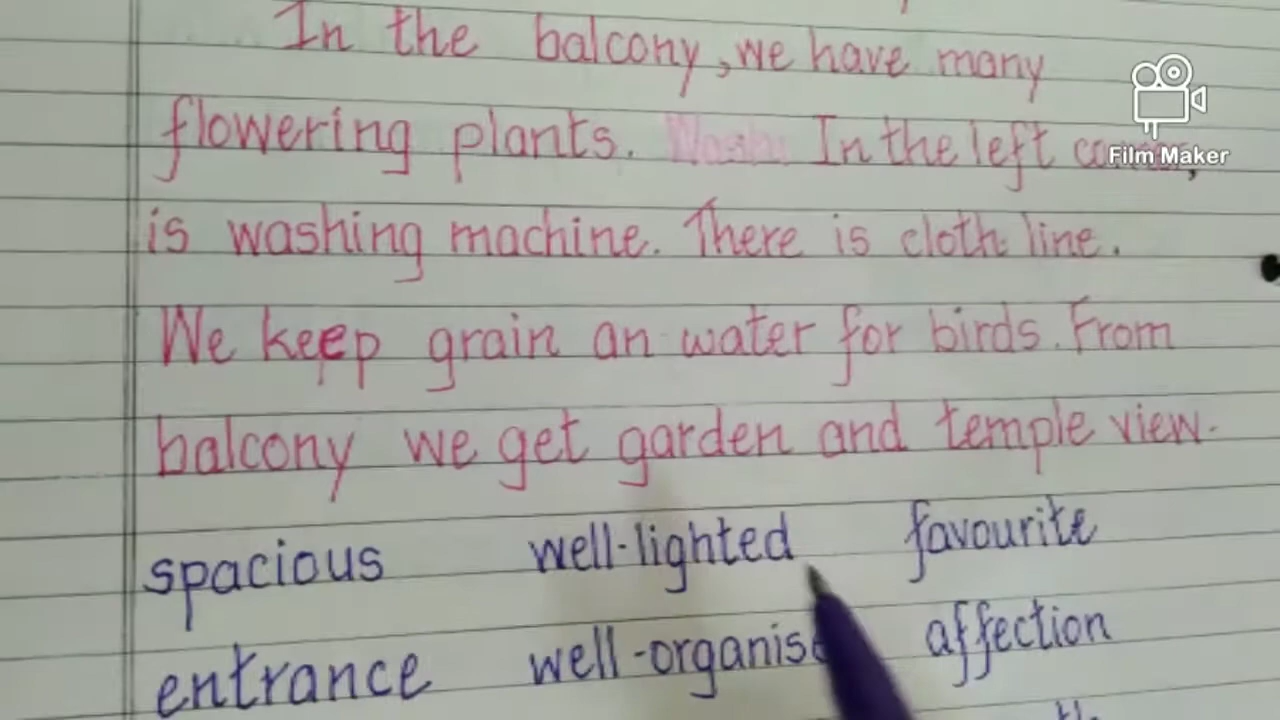 In the balcony, we have many
flowering plants. In the left
is washing machine. There is cloth line.
We keep grain an water for birds. From
balcony we get garden and temple view.
spacious well-lighted favourite
entrance well-organise affection
Film Maker